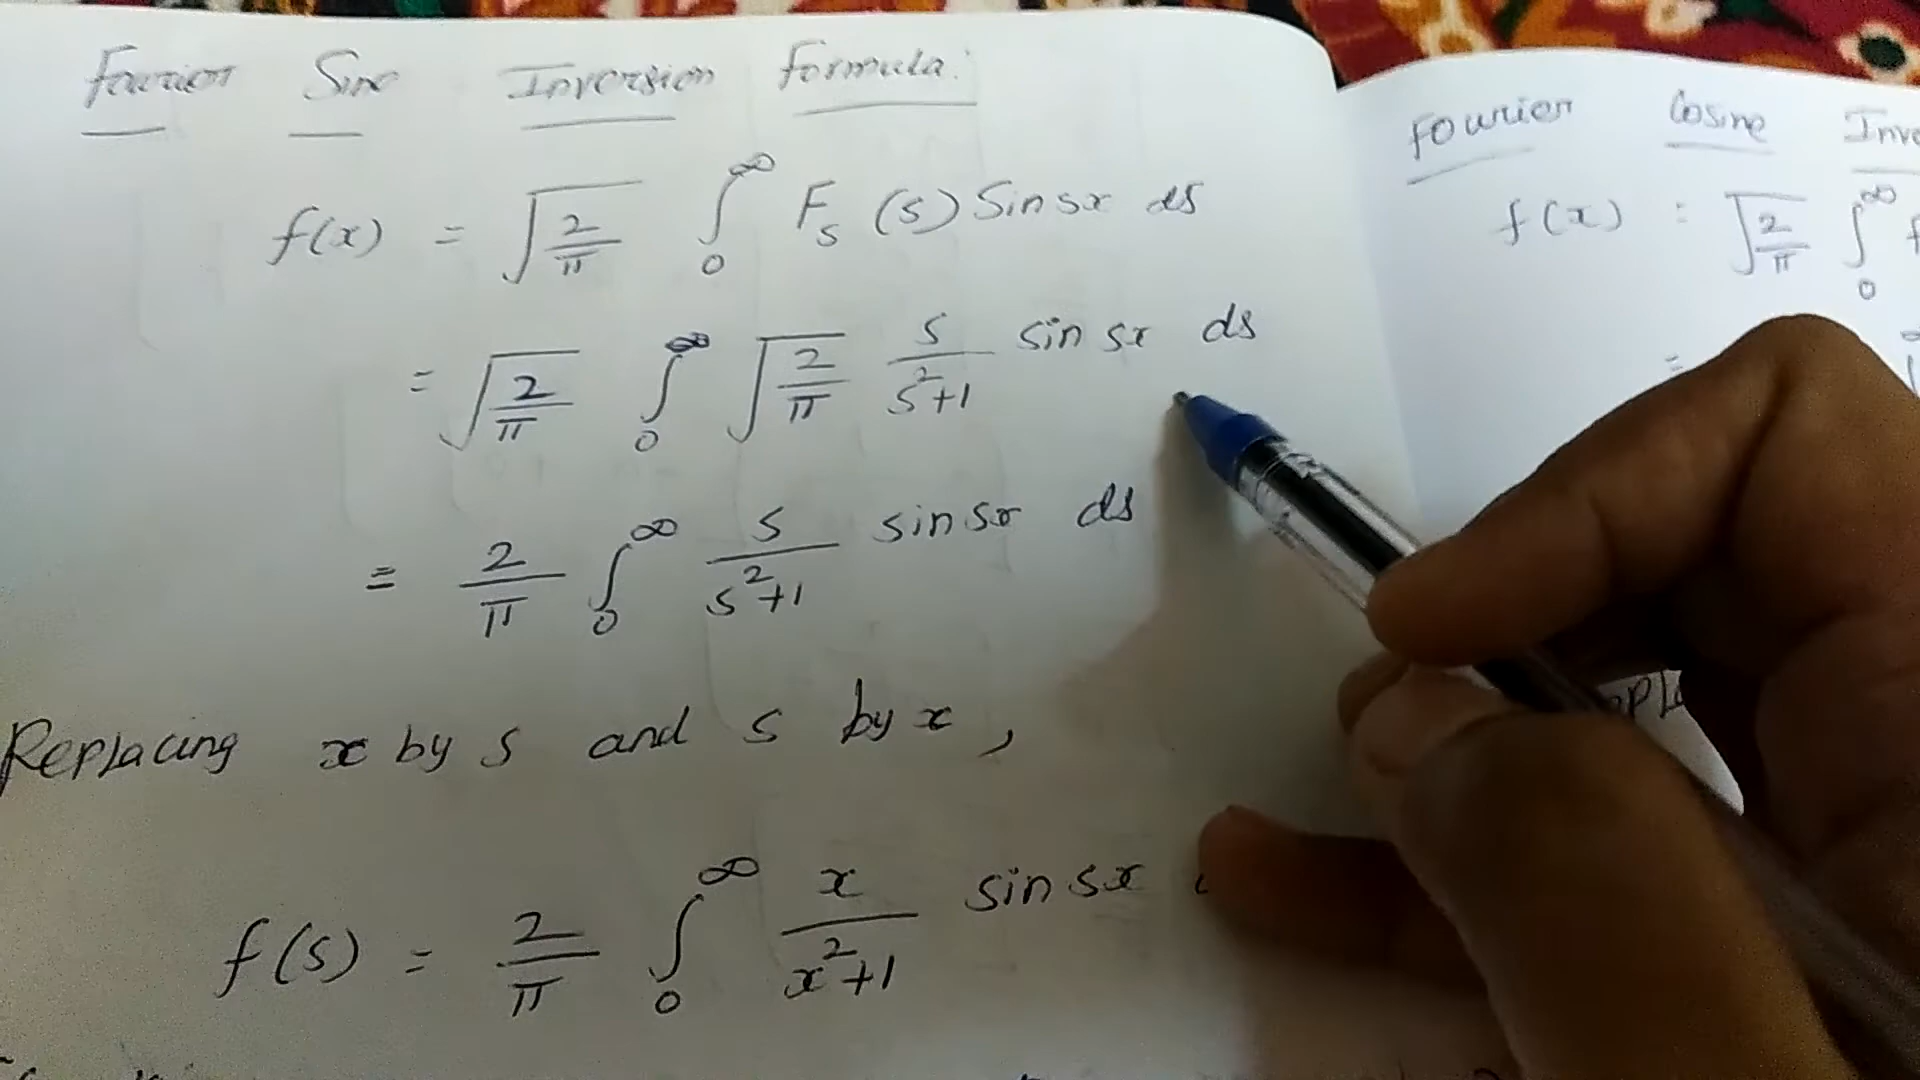 Fourier Sine Inversion formula:
f(x) = √(2/π) ∫₀^∞ F_s (s) Sin sx ds
= √(2/π) ∫₀^∞ √(2/π) s/(s²+1) sin sx ds
= 2/π ∫₀^∞ s/(s²+1) sin sx ds
Replacing x by s and s by x,
f(s) = 2/π ∫₀^∞ x/(x²+1) sin sx
Fourier Cosine Inve
f(x) = √(2/π) ∫₀^∞
=